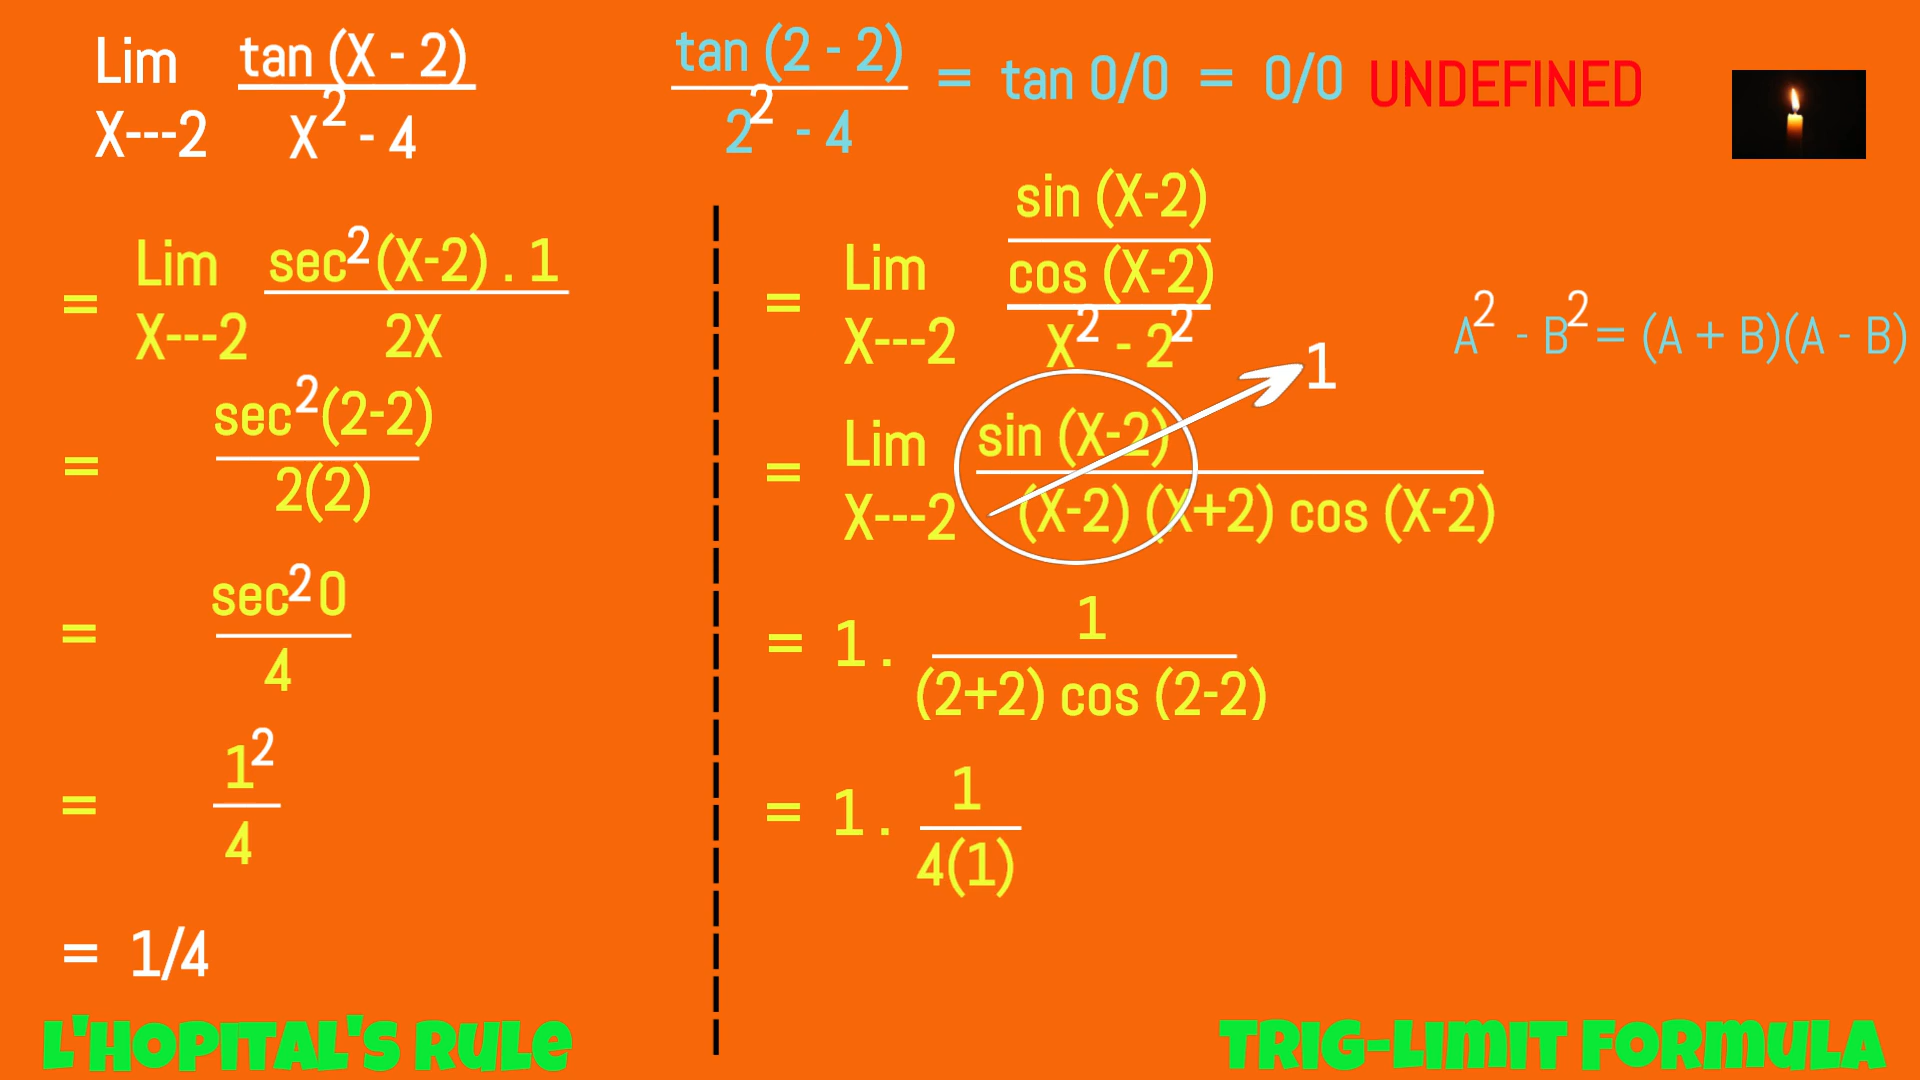 Lim tan (X - 2)
X---2 X² - 4
tan (2 - 2) = tan 0/0 = 0/0 UNDEFINED
2² - 4
= Lim sec²(X-2) . 1
X---2 2X
= sec²(2-2)
2(2)
= sec²0
4
= 1²
4
= 1/4
L'HOPITAL'S RULE
sin (X-2)
= Lim cos (X-2)
X---2 X² - 2²
A² - B² = (A + B)(A - B)
1
= Lim sin (X-2)
X---2 (X-2) (X+2) cos (X-2)
= 1 . 1
(2+2) cos (2-2)
= 1 . 1
4(1)
TRIG-LIMIT FORMULA